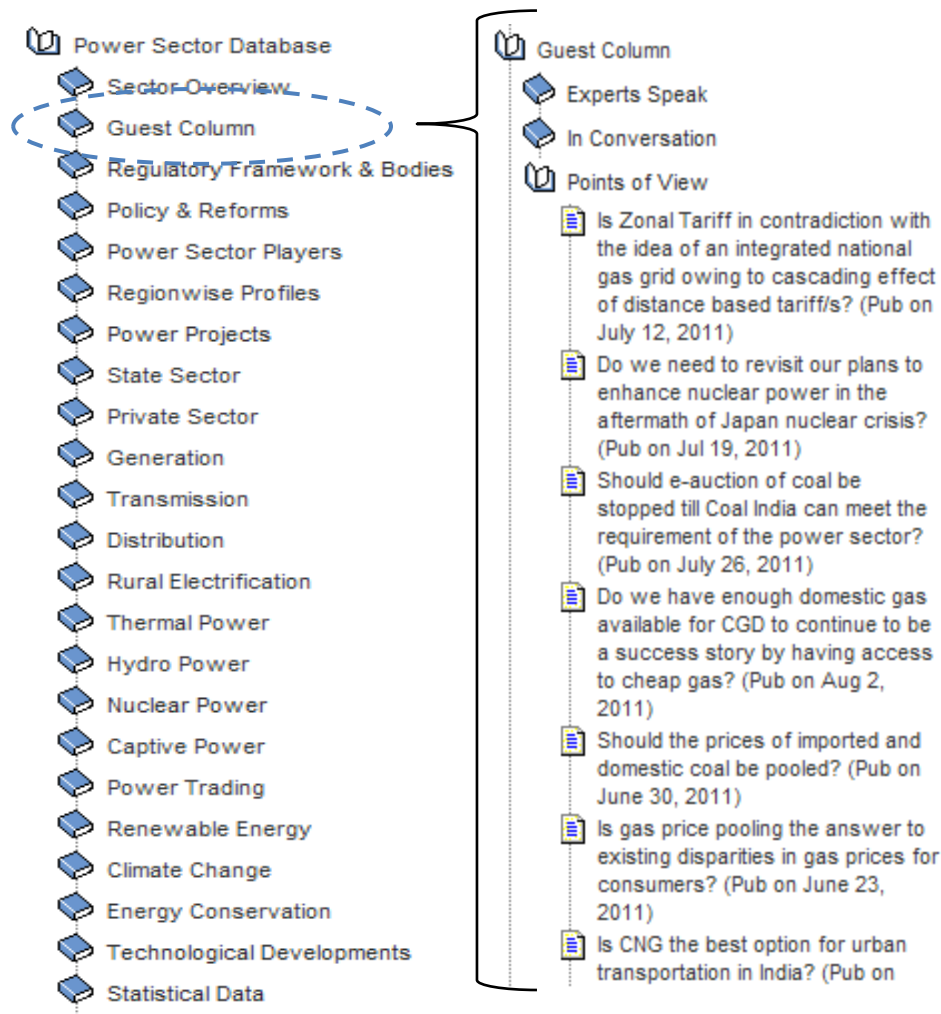 Power Sector Database
Sector Overview
Guest Column
Regulatory Framework & Bodies
Policy & Reforms
Power Sector Players
Regionwise Profiles
Power Projects
State Sector
Private Sector
Generation
Transmission
Distribution
Rural Electrification
Thermal Power
Hydro Power
Nuclear Power
Captive Power
Power Trading
Renewable Energy
Climate Change
Energy Conservation
Technological Developments
Statistical Data
Guest Column
Experts Speak
In Conversation
Points of View
Is Zonal Tariff in contradiction with
the idea of an integrated national
gas grid owing to cascading effect
of distance based tariff/s? (Pub on
July 12, 2011)
Do we need to revisit our plans to
enhance nuclear power in the
aftermath of Japan nuclear crisis?
(Pub on Jul 19, 2011)
Should e-auction of coal be
stopped till Coal India can meet the
requirement of the power sector?
(Pub on July 26, 2011)
Do we have enough domestic gas
available for CGD to continue to be
a success story by having access
to cheap gas? (Pub on Aug 2,
2011)
Should the prices of imported and
domestic coal be pooled? (Pub on
June 30, 2011)
Is gas price pooling the answer to
existing disparities in gas prices for
consumers? (Pub on June 23,
2011)
Is CNG the best option for urban
transportation in India? (Pub on